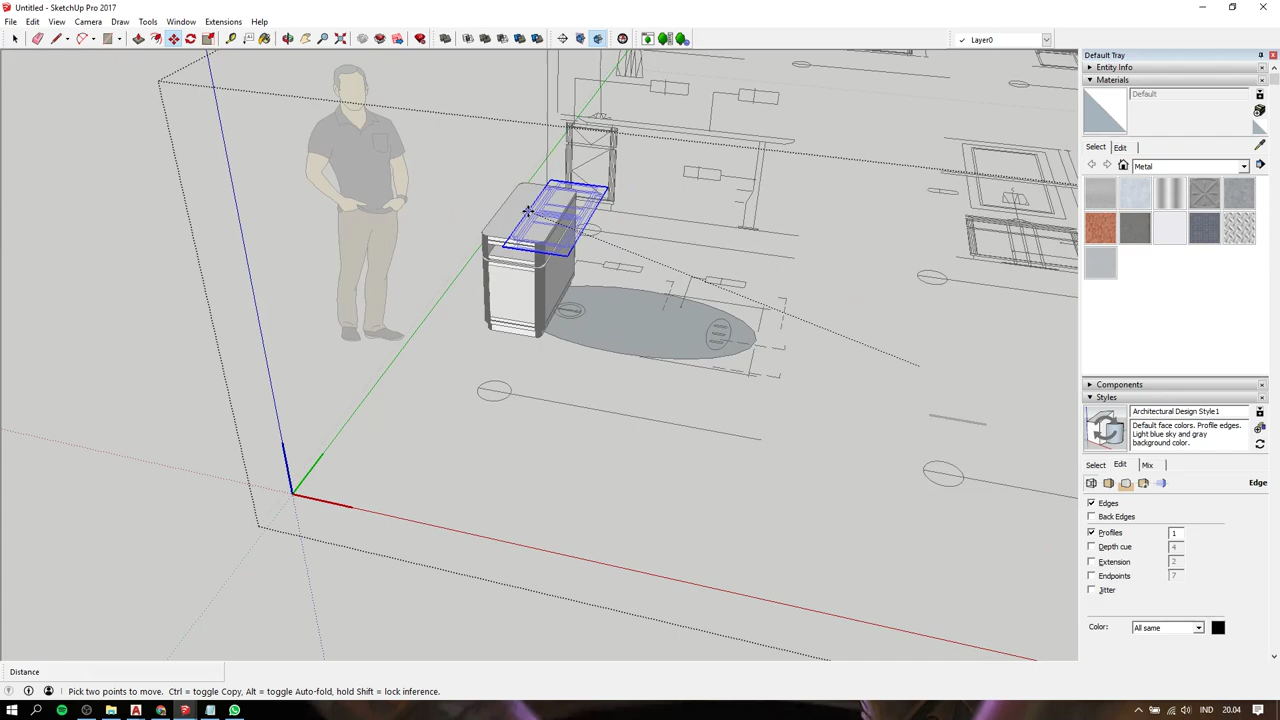 Untitled - SketchUp Pro 2017
File Edit View Camera Draw Tools Window Extensions Help
Layer0
Default Tray
Entity Info
Materials
Default
Select Edit
Metal
Components
Styles
Architectural Design Style1
Default face colors. Profile edges. 
Light blue sky and gray 
background color.
Select Edit Mix
Edge
Edges
Back Edges
Profiles 1
Depth cue 4
Extension 2
Endpoints 7
Jitter
Color: All same
Distance
Pick two points to move. Ctrl = toggle Copy, Alt = toggle Auto-fold, hold Shift = lock inference.
IND 20.04